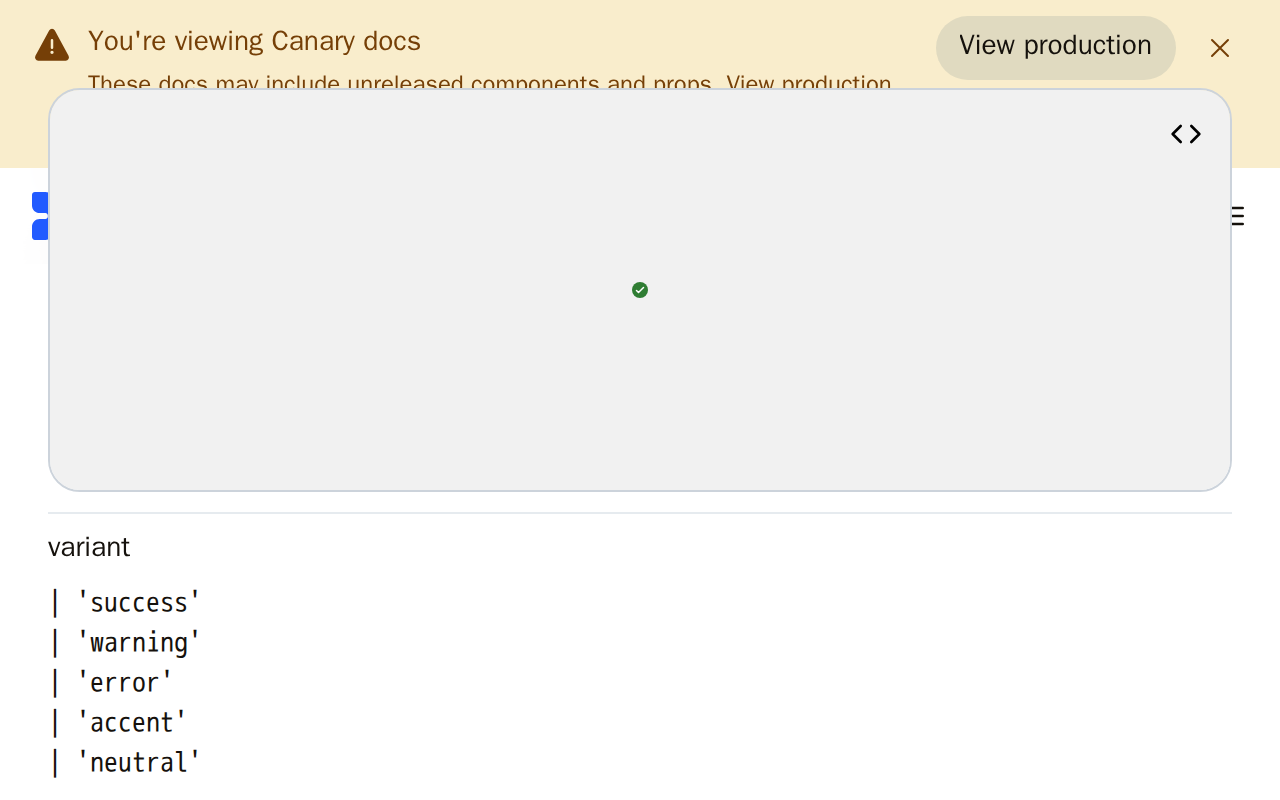 You're viewing Canary docs
These docs may include unreleased components and props. View production
View production
variant
| 'success'
| 'warning'
| 'error'
| 'accent'
| 'neutral'